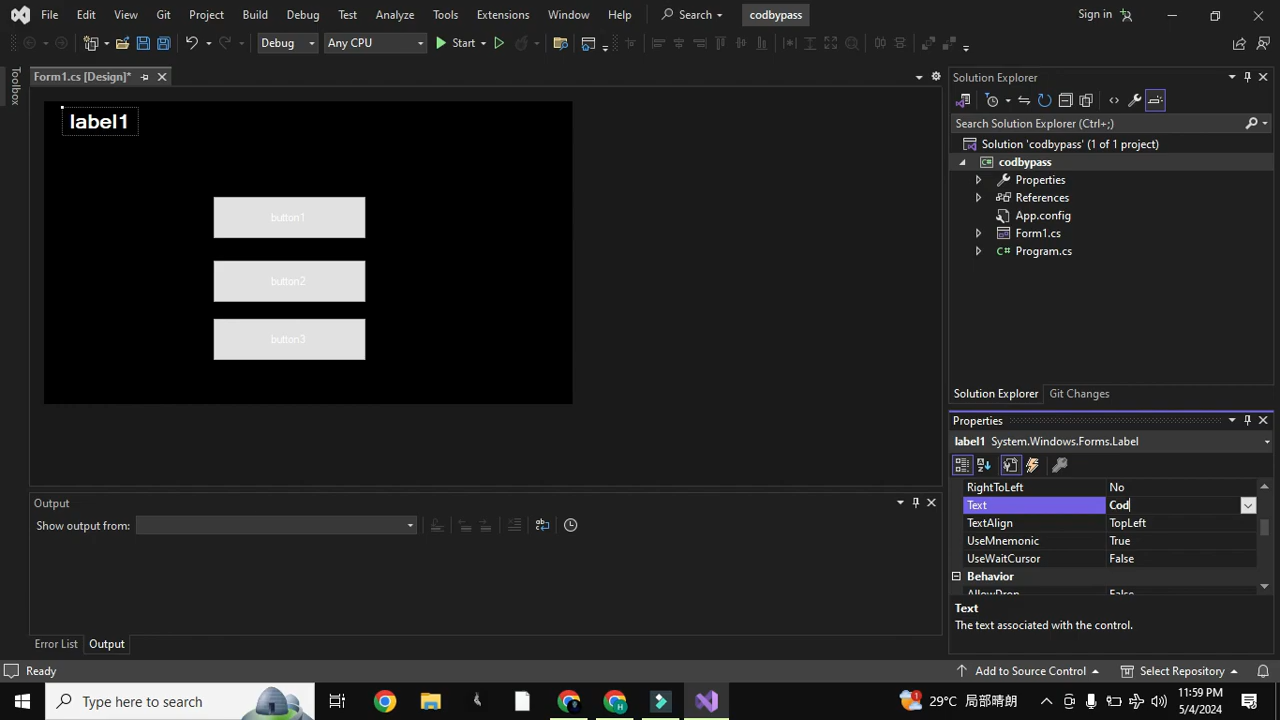 File Edit View Git Project Build Debug Test Analyze Tools Extensions Window Help Search codbypass Sign in
Debug Any CPU Start
Toolbox
Form1.cs [Design]*
label1
button1
button2
button3
Output
Show output from:
Error List Output
Solution Explorer
Search Solution Explorer (Ctrl+;)
Solution 'codbypass' (1 of 1 project)
codbypass
Properties
References
App.config
Form1.cs
Program.cs
Solution Explorer Git Changes
Properties
label1 System.Windows.Forms.Label
RightToLeft No
Text Cod
TextAlign TopLeft
UseMnemonic True
UseWaitCursor False
Behavior
AllowDrop False
Text
The text associated with the control.
Ready Add to Source Control Select Repository
Type here to search 29°C 局部晴朗 11:59 PM
5/4/2024